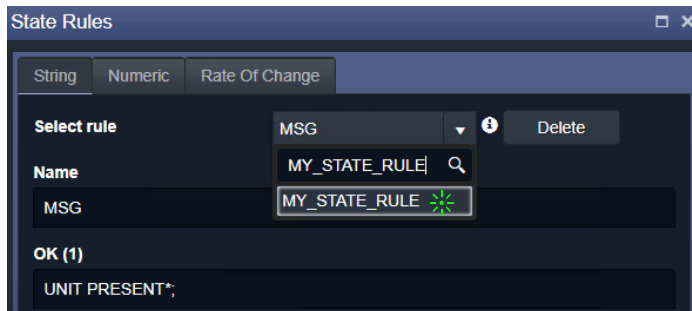 State Rules
String Numeric Rate Of Change
Select rule MSG Delete
MY_STATE_RULE
Name
MY_STATE_RULE
MSG
OK (1)
UNIT PRESENT*;